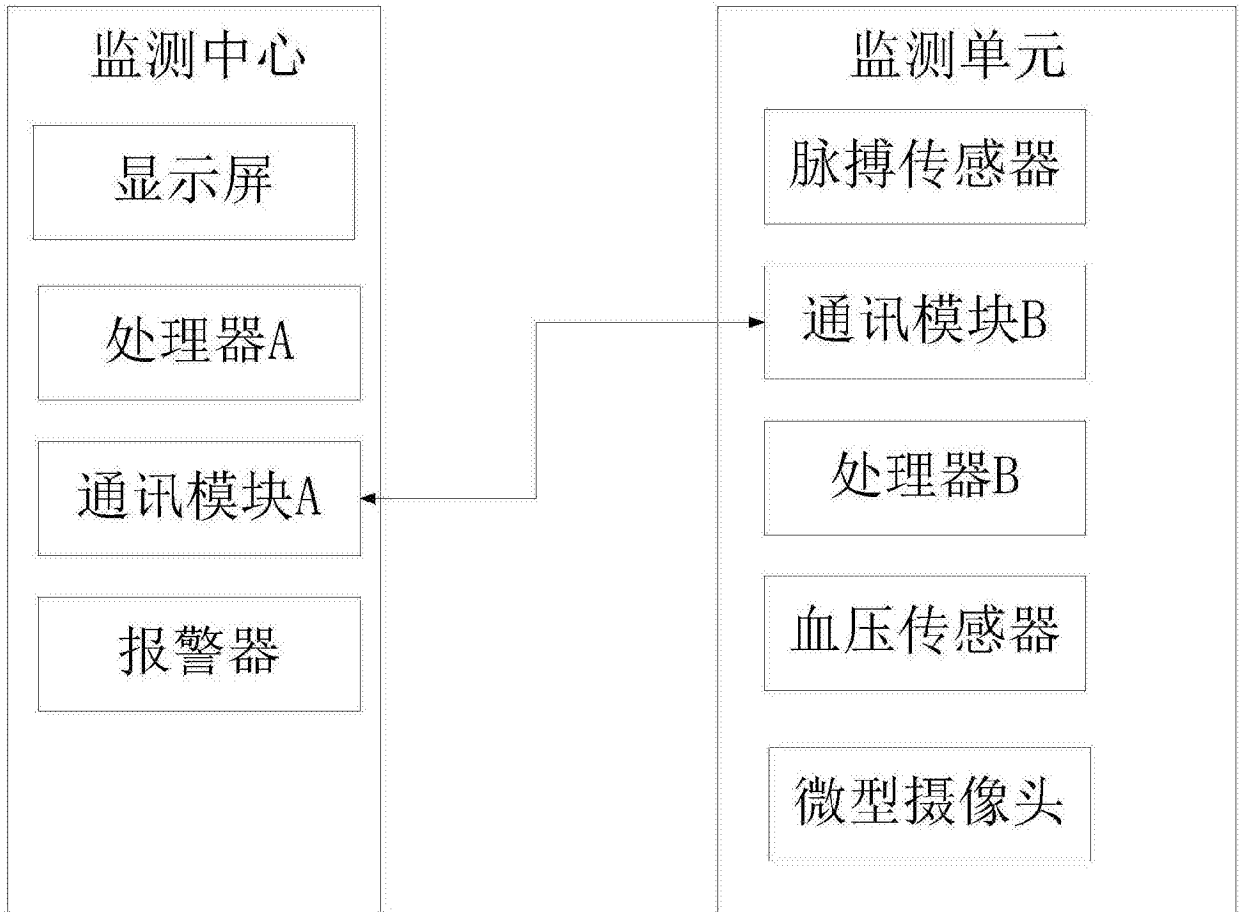 监测中心
显示屏
处理器A
通讯模块A
报警器
监测单元
脉搏传感器
通讯模块B
处理器B
血压传感器
微型摄像头